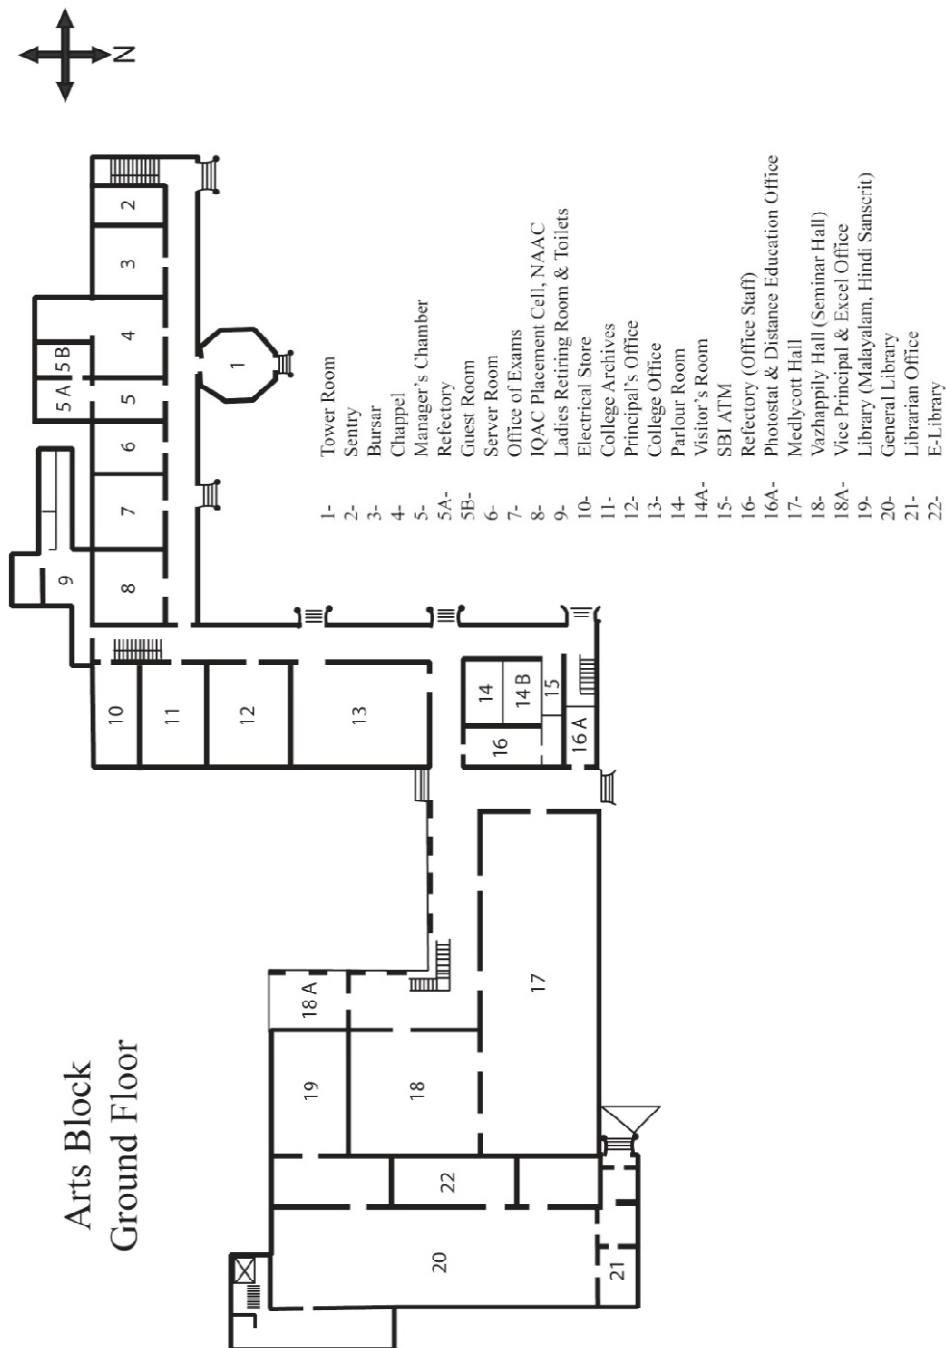 Arts Block
Ground Floor
N
1- Tower Room
2- Sentry
3- Bursar
4- Chappel
5- Manager's Chamber
5A- Refectory
5B- Guest Room
6- Server Room
7- Office of Exams
8- IQAC Placement Cell, NAAC
9- Ladies Retiring Room & Toilets
10- Electrical Store
11- College Archives
12- Principal's Office
13- College Office
14- Parlour Room
14A- Visitor's Room
15- SBI ATM
16- Refectory (Office Staff)
16A- Photostat & Distance Education Office
17- Medlycott Hall
18- Vazhappily Hall (Seminar Hall)
18A- Vice Principal & Excel Office
19- Library (Malayalam, Hindi Sanscrit)
20- General Library
21- Librarian Office
22- E-Library
9
5 A
5 B
10
8
7
6
5
4
3
2
11
12
1
13
14
14 B
15
16
16 A
18 A
19
18
17
22
20
21